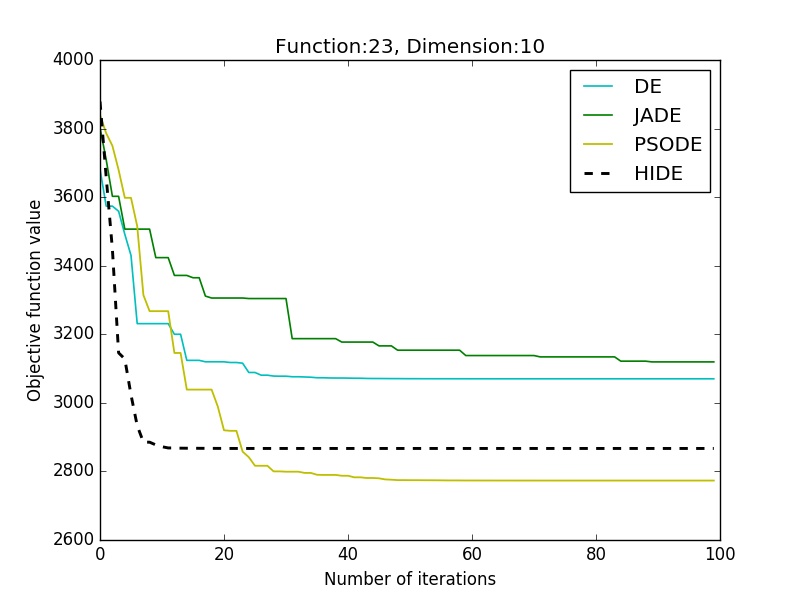 Function:23, Dimension:10
4000
3800
3600
3400
3200
3000
2800
2600
Objective function value
DE
JADE
PSODE
HIDE
0 20 40 60 80 100
Number of iterations